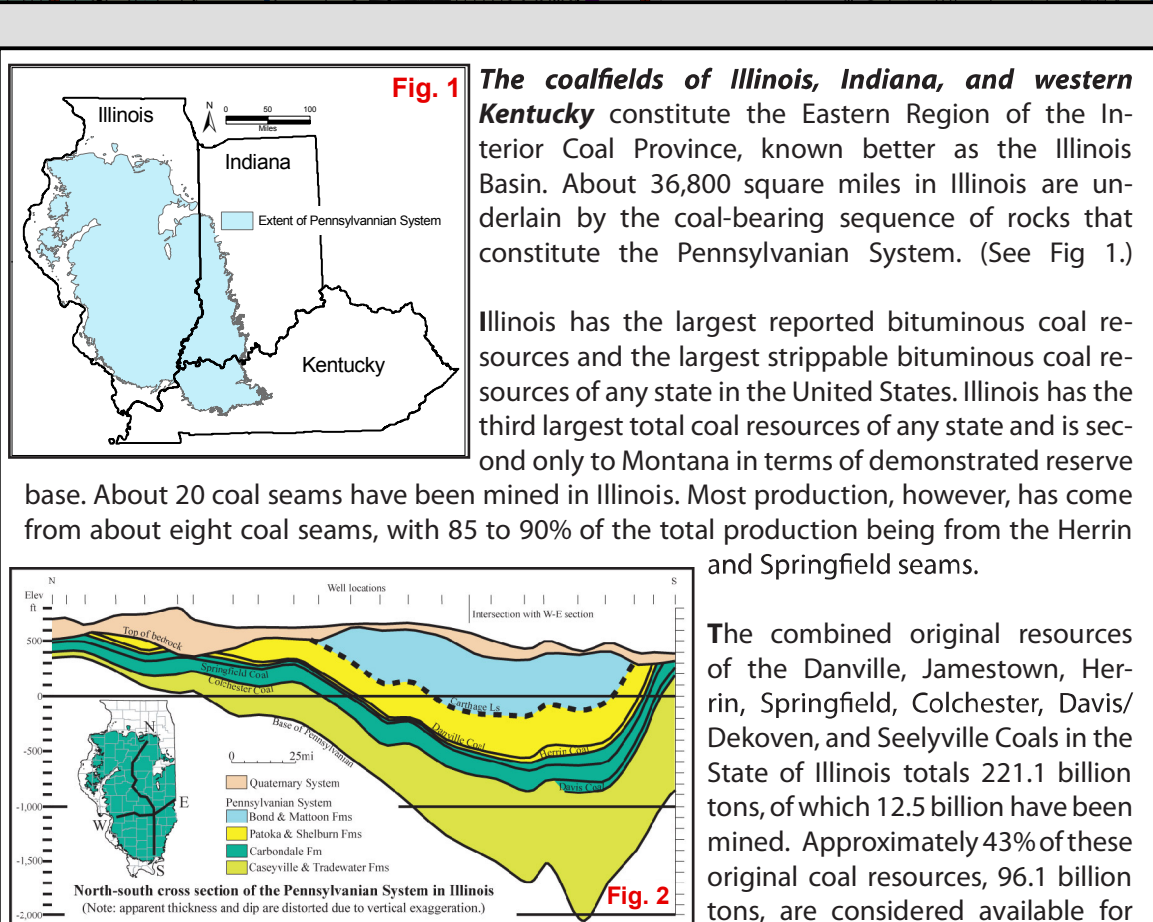 Fig. 1
N
0 50 100
Miles
Illinois
Indiana
Extent of Pennsylvannian System
Kentucky
The coalfields of Illinois, Indiana, and western
Kentucky constitute the Eastern Region of the In-
terior Coal Province, known better as the Illinois
Basin. About 36,800 square miles in Illinois are un-
derlain by the coal-bearing sequence of rocks that
constitute the Pennsylvanian System. (See Fig 1.)
Illinois has the largest reported bituminous coal re-
sources and the largest strippable bituminous coal re-
sources of any state in the United States. Illinois has the
third largest total coal resources of any state and is sec-
ond only to Montana in terms of demonstrated reserve
base. About 20 coal seams have been mined in Illinois. Most production, however, has come
from about eight coal seams, with 85 to 90% of the total production being from the Herrin
and Springfield seams.
N
S
Elev
ft
Well locations
Intersection with W-E section
500
0
-500
-1,000
-1,500
-2,000
Top of bedrock
Springfield Coal
Colchester Coal
Base of Pennsylvanian
Carthage Ls
Danville Coal
Herrin Coal
Davis Coal
N
E
W
S
0 25mi
Quaternary System
Pennsylvanian System
Bond & Mattoon Fms
Patoka & Shelburn Fms
Carbondale Fm
Caseyville & Tradewater Fms
North-south cross section of the Pennsylvanian System in Illinois
(Note: apparent thickness and dip are distorted due to vertical exaggeration.)
Fig. 2
The combined original resources
of the Danville, Jamestown, Her-
rin, Springfield, Colchester, Davis/
Dekoven, and Seelyville Coals in the
State of Illinois totals 221.1 billion
tons, of which 12.5 billion have been
mined. Approximately 43% of these
original coal resources, 96.1 billion
tons, are considered available for